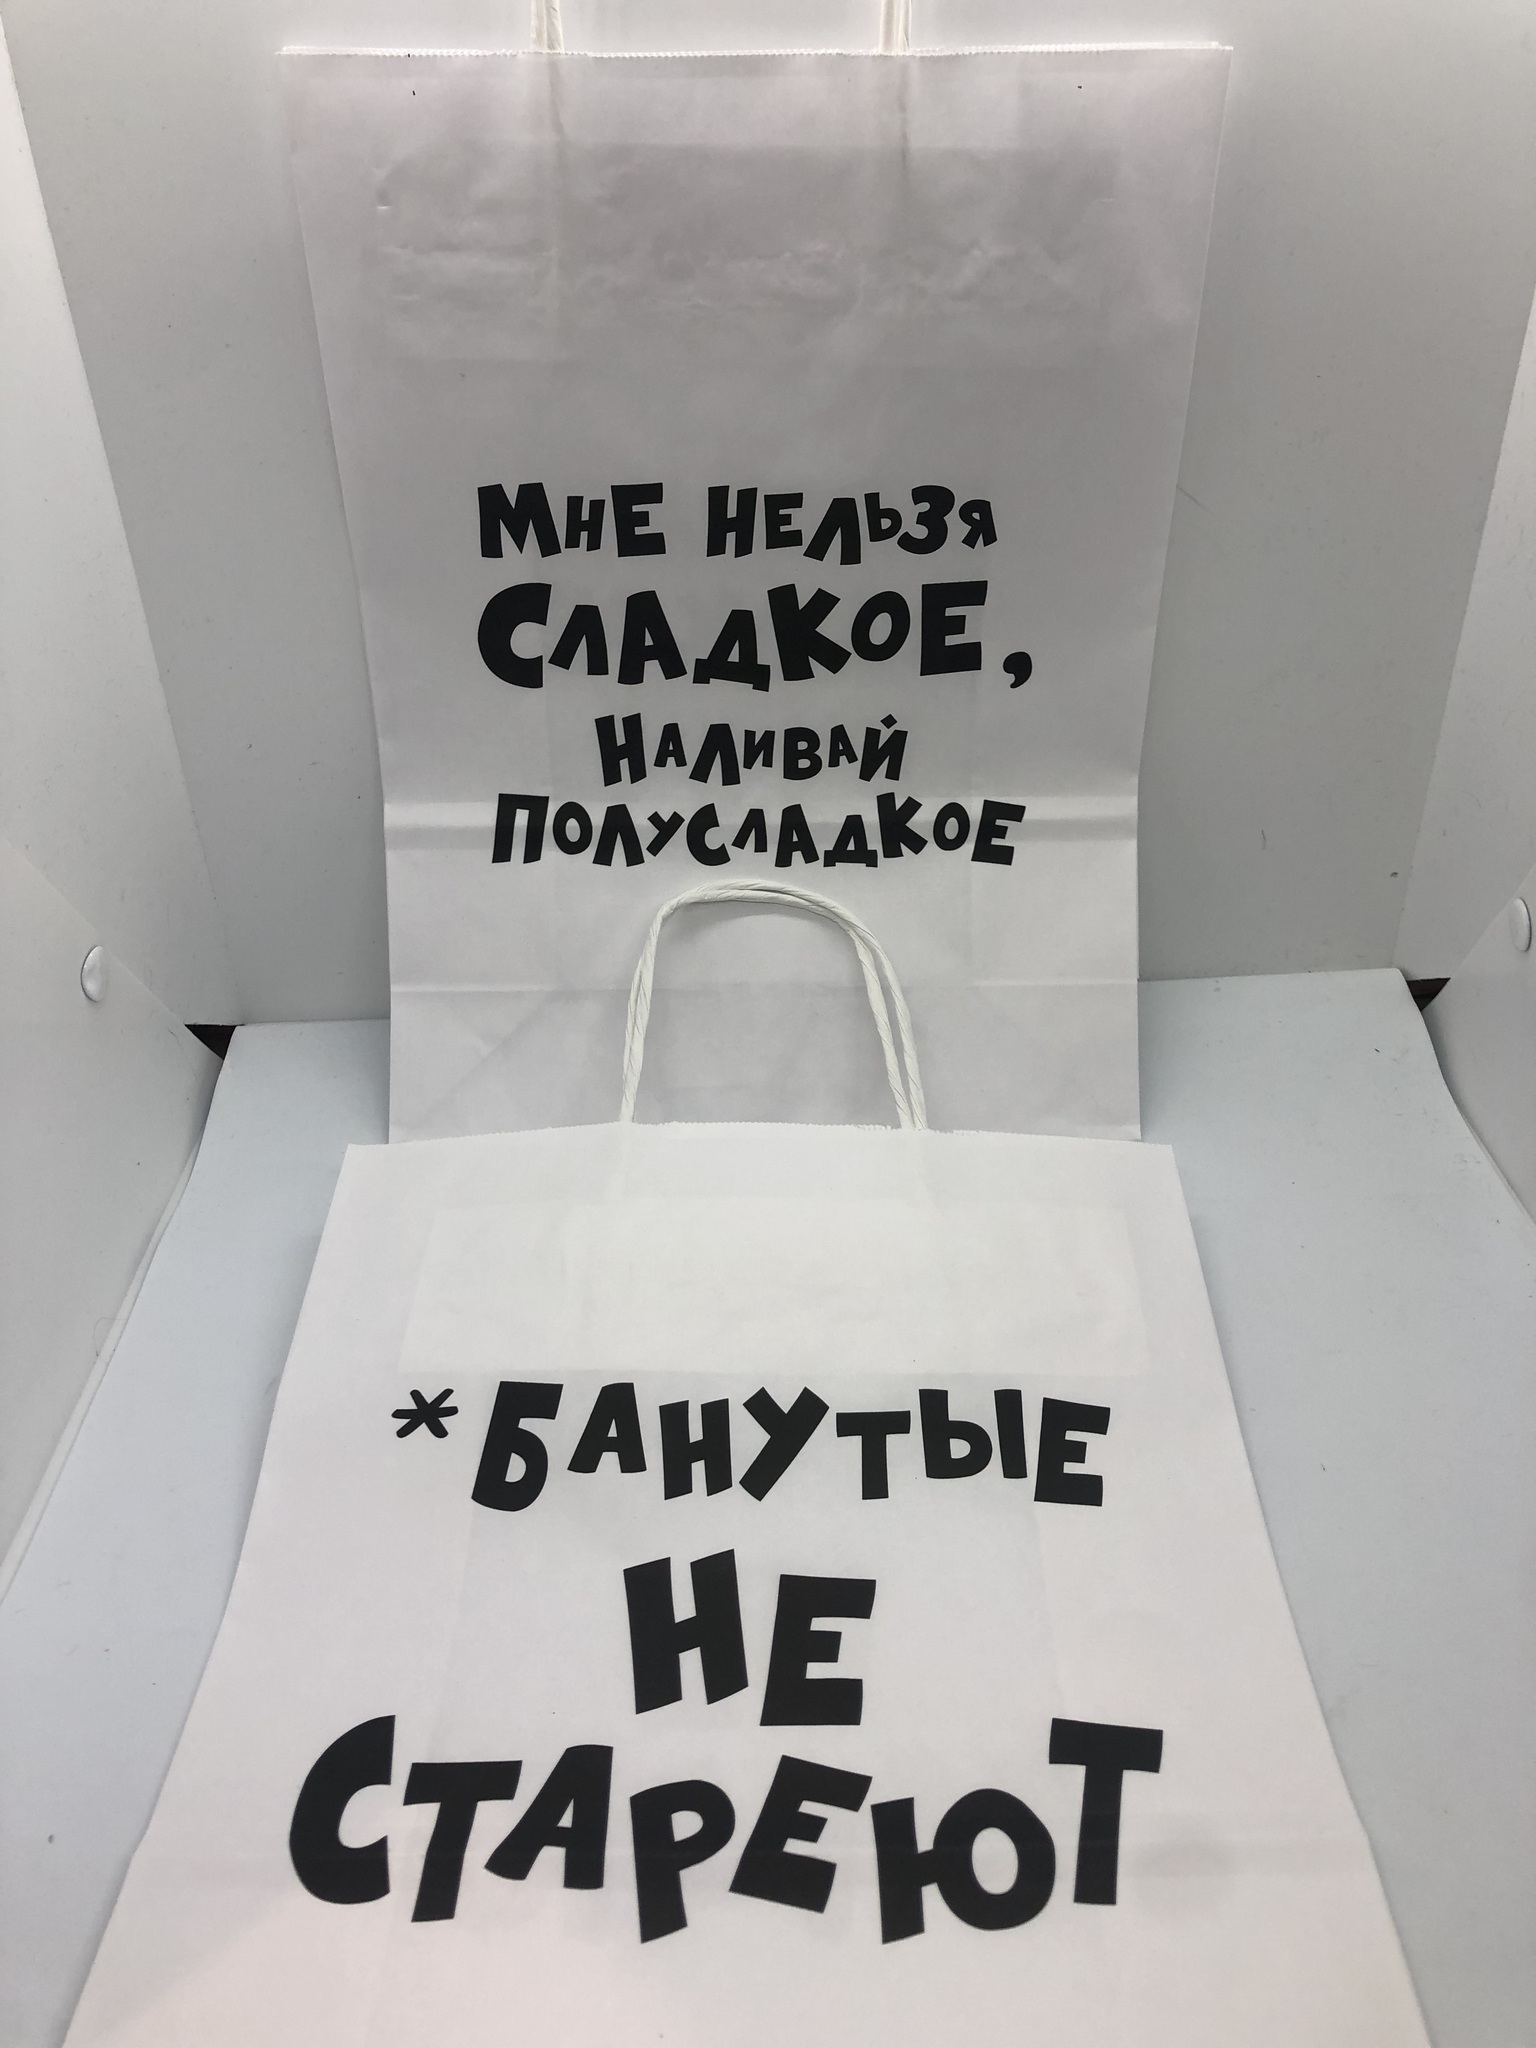 Мне нельзя
сладкое,
наливай
полусладкое
*Банутые
не
стареют